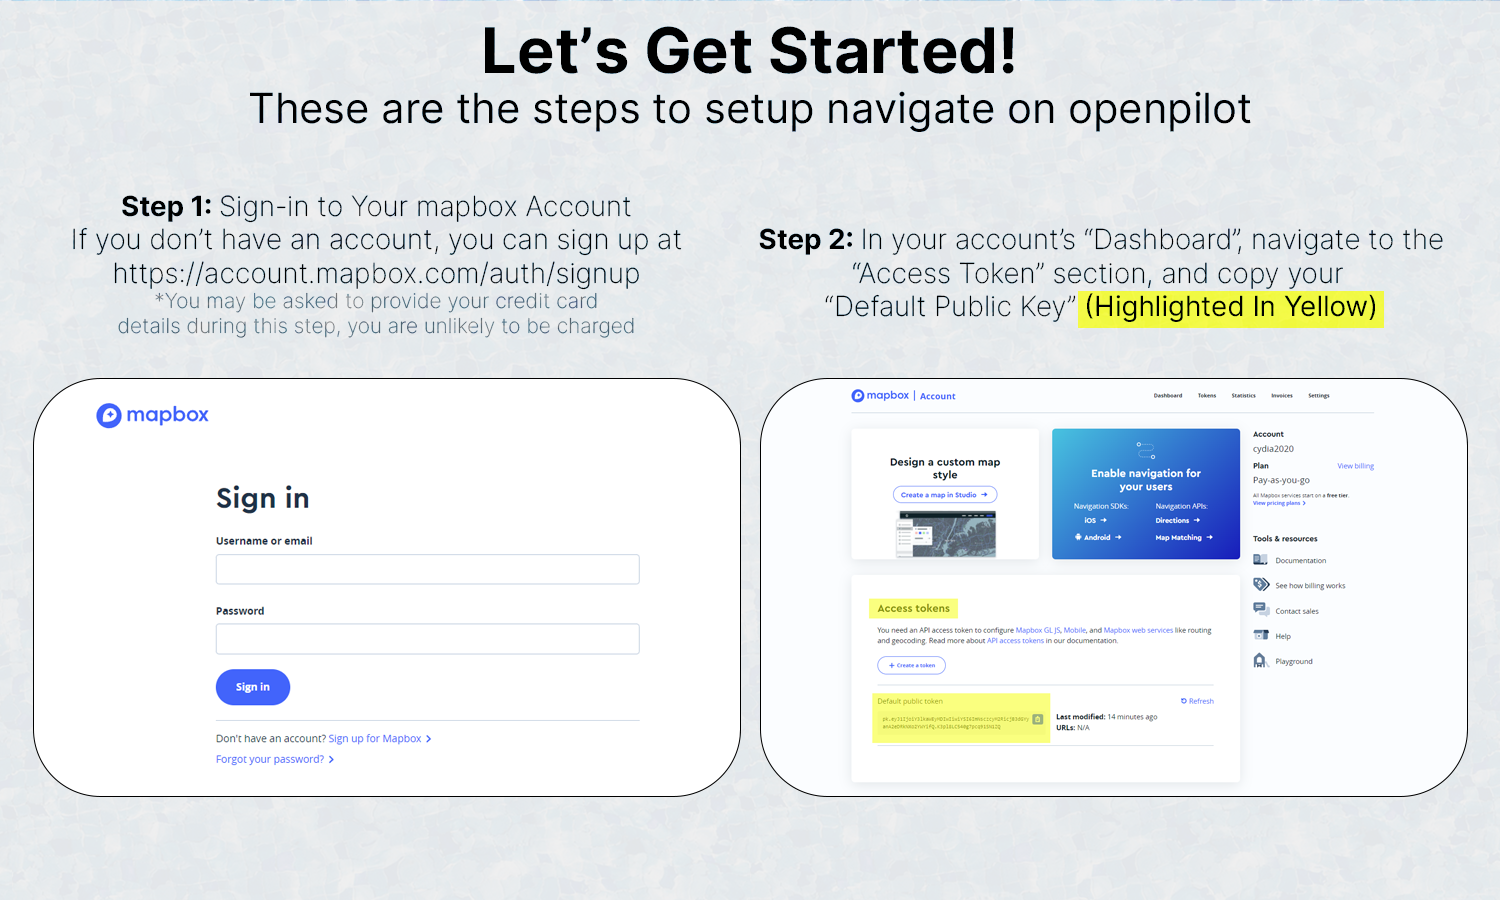 Let’s Get Started!
These are the steps to setup navigate on openpilot
Step 1: Sign-in to Your mapbox Account
If you don’t have an account, you can sign up at
https://account.mapbox.com/auth/signup
*You may be asked to provide your credit card
details during this step, you are unlikely to be charged
Step 2: In your account’s “Dashboard”, navigate to the
“Access Token” section, and copy your
“Default Public Key” (Highlighted In Yellow)
mapbox
Sign in
Username or email
Password
Sign in
Don't have an account? Sign up for Mapbox
Forgot your password?
mapbox | Account
Dashboard Tokens Statistics Invoices Settings
Design a custom map
style
Create a map in Studio
Enable navigation for
your users
Navigation SDKs: Navigation APIs:
iOS Directions
Android Map Matching
Account
cydia2020
Plan View billing
Pay-as-you-go
All Mapbox services start on a free tier.
View pricing plans
Tools & resources
Documentation
See how billing works
Contact sales
Help
Playground
Access tokens
You need an API access token to configure Mapbox GL JS, Mobile, and Mapbox web services like routing
and geocoding. Read more about API access tokens in our documentation.
+ Create a token
Default public token
Refresh
Last modified: 14 minutes ago
URLs: N/A